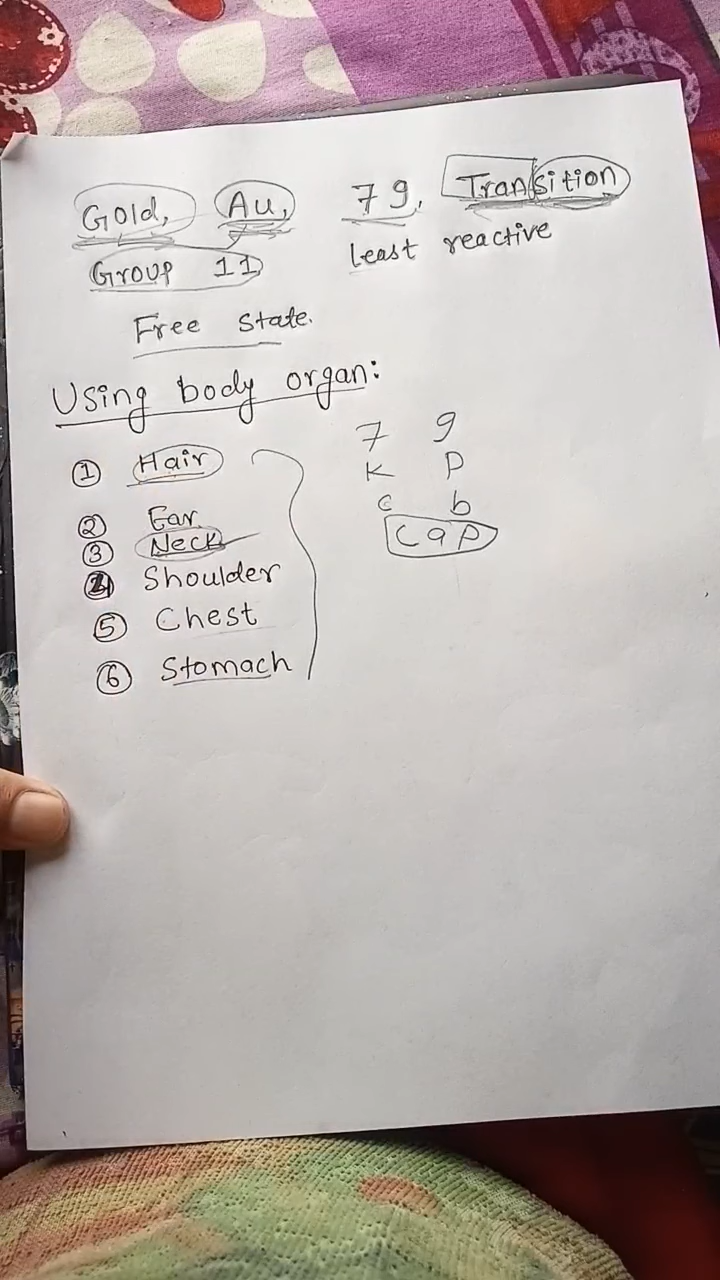 Gold, Au, 79, Transition
Group 11 least reactive
Free state.
Using body organ:
① Hair
② Ear
③ Neck
④ Shoulder
⑤ Chest
⑥ Stomach
7 9
K P
c b
Cap